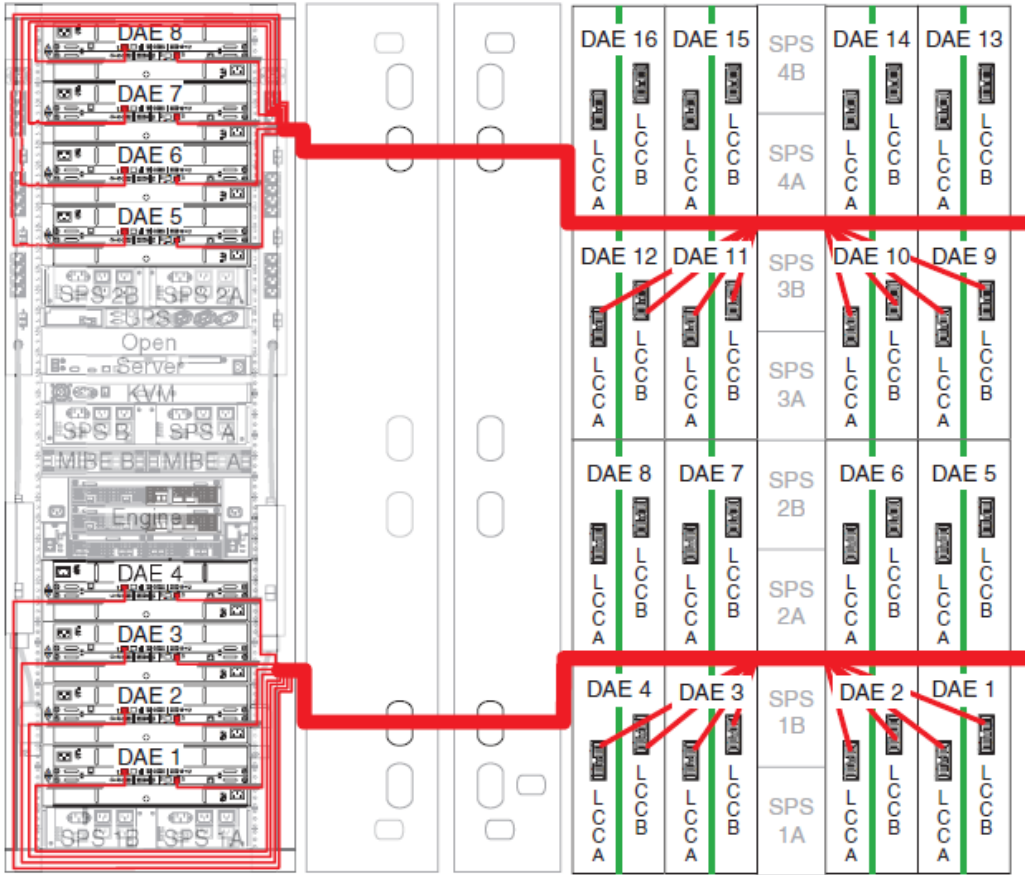 DAE 8
DAE 7
DAE 6
DAE 5
SPS 2B SPS 2A
UPS
Open
Server
KVM
SPS B SPS A
MIBE B MIBE A
Engine
DAE 4
DAE 3
DAE 2
DAE 1
SPS 1B SPS 1A
DAE 16 DAE 15 SPS 4B DAE 14 DAE 13
LCCA LCCB LCCA LCCB SPS 4A LCCA LCCB LCCA LCCB
DAE 12 DAE 11 SPS 3B DAE 10 DAE 9
LCCA LCCB LCCA LCCB SPS 3A LCCA LCCB LCCA LCCB
DAE 8 DAE 7 SPS 2B DAE 6 DAE 5
LCCA LCCB LCCA LCCB SPS 2A LCCA LCCB LCCA LCCB
DAE 4 DAE 3 SPS 1B DAE 2 DAE 1
LCCA LCCB LCCA LCCB SPS 1A LCCA LCCB LCCA LCCB